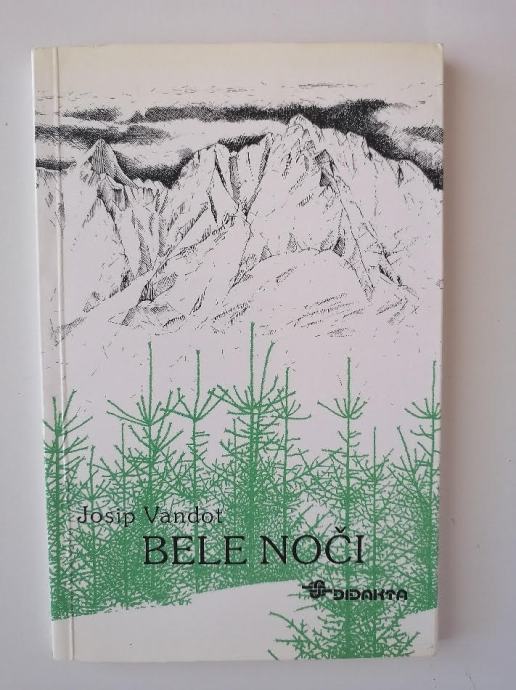 Josip Vandot
BELE NOČI
DIDAKTA